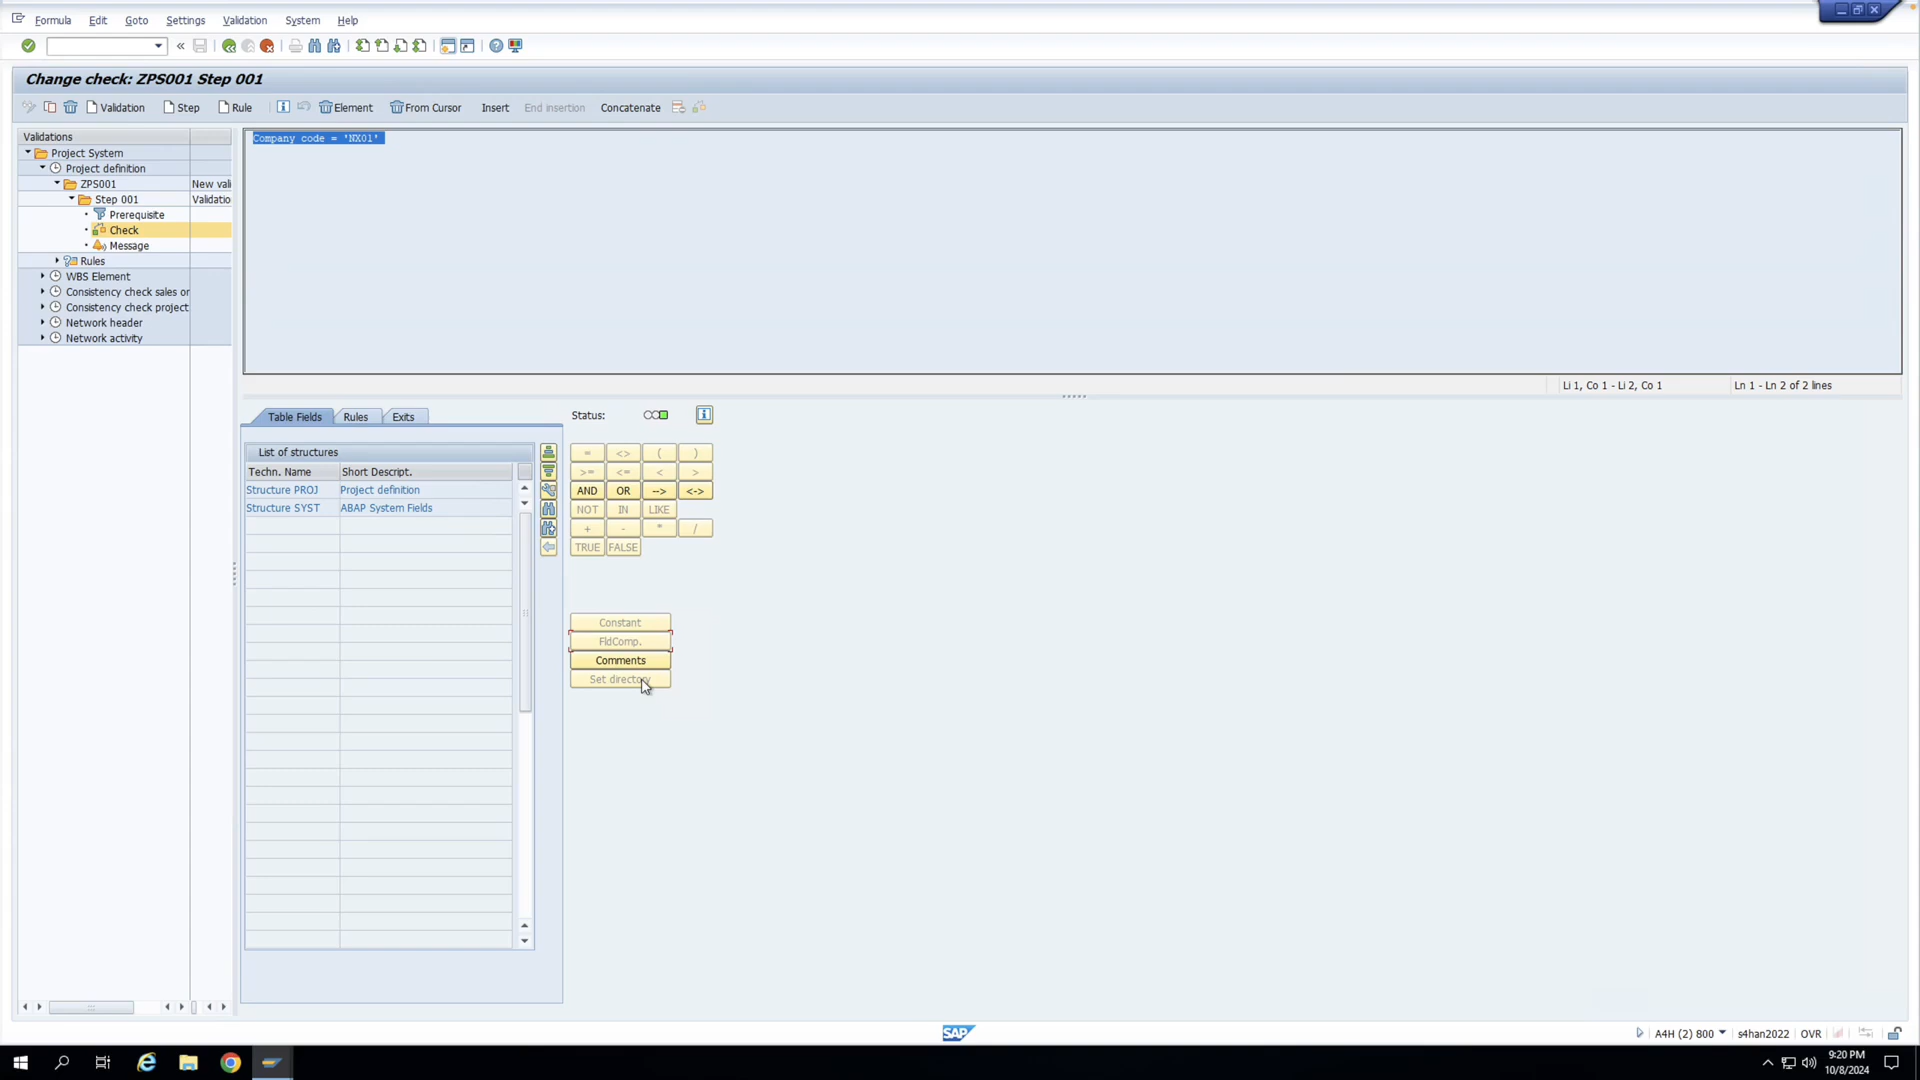 Formula Edit Goto Settings Validation System Help
Change check: ZPS001 Step 001
Validation Step Rule Element From Cursor Insert End insertion Concatenate
Validations
Project System
Project definition
ZPS001 New vali
Step 001 Validatio
Prerequisite
Check
Message
Rules
WBS Element
Consistency check sales or
Consistency check project
Network header
Network activity
Company code = 'NX01'
Li 1, Co 1 - Li 2, Co 1 Ln 1 - Ln 2 of 2 lines
Table Fields Rules Exits
Status:
List of structures
Techn. Name Short Descript.
Structure PROJ Project definition
Structure SYST ABAP System Fields
= <> ( )
>= <= < >
AND OR --> <->
NOT IN LIKE
+ - * /
TRUE FALSE
Constant
FldComp.
Comments
Set directory
SAP
A4H (2) 800 s4han2022 OVR
9:20 PM
10/8/2024